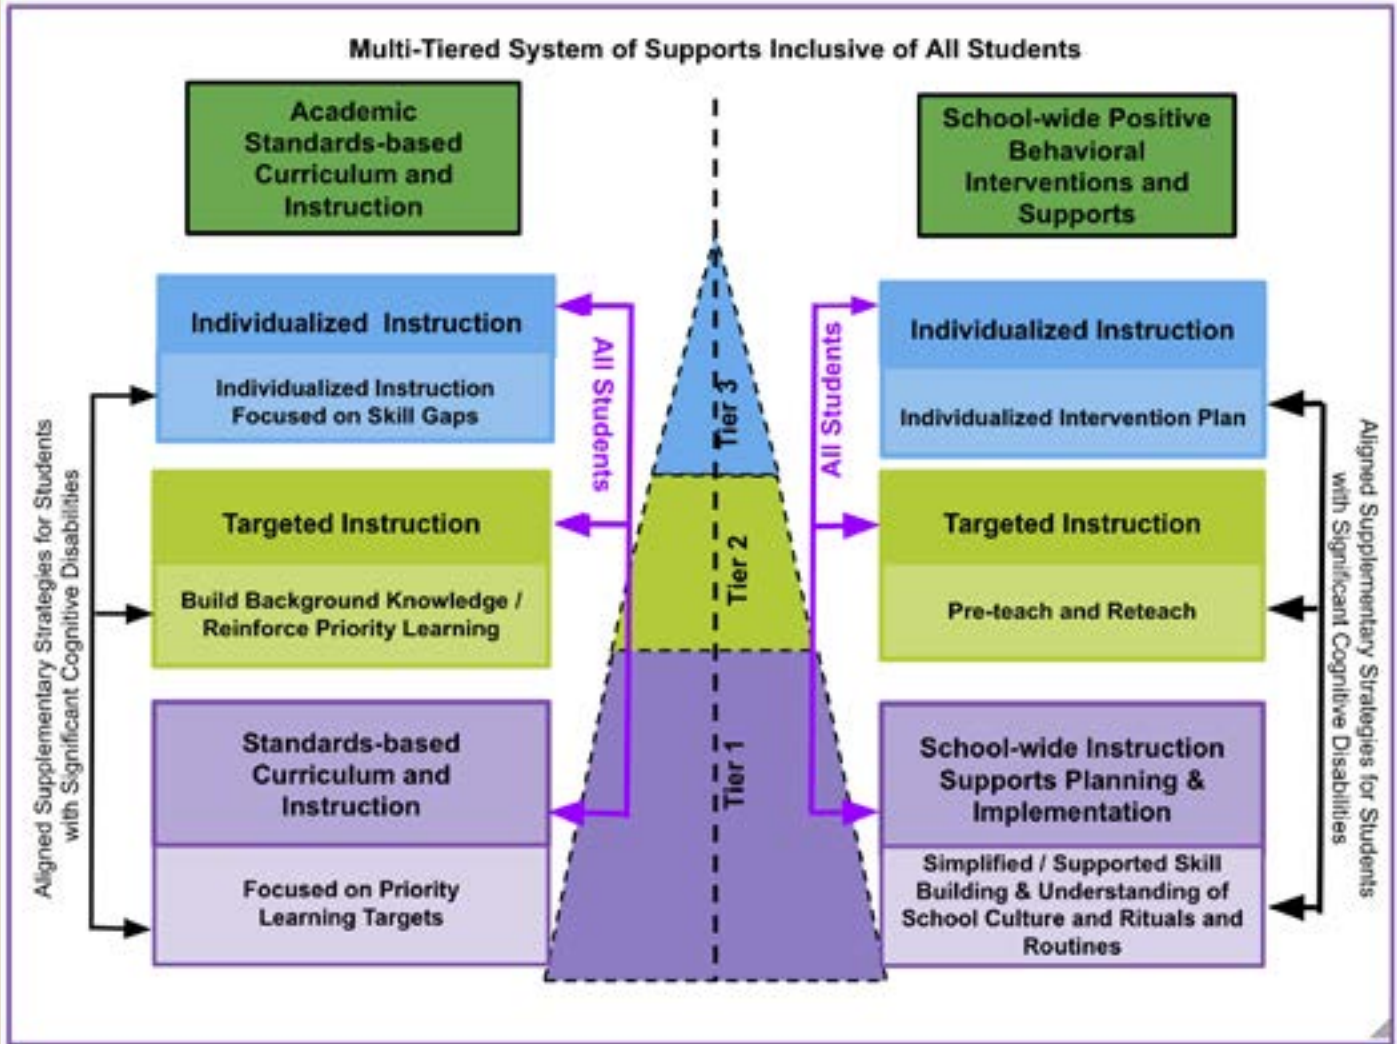 Multi-Tiered System of Supports Inclusive of All Students
Academic
Standards-based
Curriculum and
Instruction
School-wide Positive
Behavioral
Interventions and
Supports
Individualized Instruction
Individualized Instruction
Focused on Skill Gaps
Targeted Instruction
Build Background Knowledge /
Reinforce Priority Learning
Standards-based
Curriculum and
Instruction
Focused on Priority
Learning Targets
Aligned Supplementary Strategies for Students
with Significant Cognitive Disabilities
All Students
Tier 3
Tier 2
Tier 1
All Students
Individualized Instruction
Individualized Intervention Plan
Targeted Instruction
Pre-teach and Reteach
School-wide Instruction
Supports Planning &
Implementation
Simplified / Supported Skill
Building & Understanding of
School Culture and Rituals and
Routines
Aligned Supplementary Strategies for Students
with Significant Cognitive Disabilities